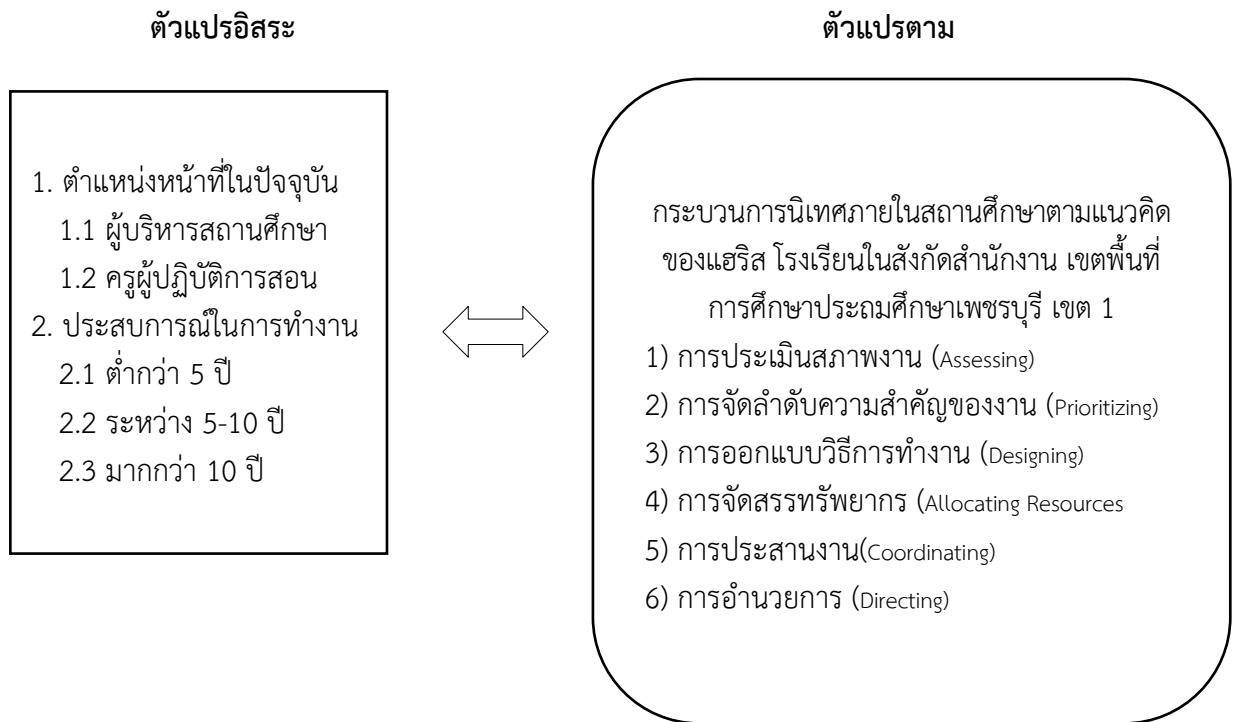 ตัวแปรอิสระ
ตัวแปรตาม
1. ตำแหน่งหน้าที่ในปัจจุบัน
1.1 ผู้บริหารสถานศึกษา
1.2 ครูผู้ปฏิบัติการสอน
2. ประสบการณ์ในการทำงาน
2.1 ต่ำกว่า 5 ปี
2.2 ระหว่าง 5-10 ปี
2.3 มากกว่า 10 ปี
กระบวนการนิเทศภายในสถานศึกษาตามแนวคิด
ของแฮริส โรงเรียนในสังกัดสำนักงาน เขตพื้นที่
การศึกษาประถมศึกษาเพชรบุรี เขต 1
1) การประเมินสภาพงาน (Assessing)
2) การจัดลำดับความสำคัญของงาน (Prioritizing)
3) การออกแบบวิธีการทำงาน (Designing)
4) การจัดสรรทรัพยากร (Allocating Resources
5) การประสานงาน(Coordinating)
6) การอำนวยการ (Directing)